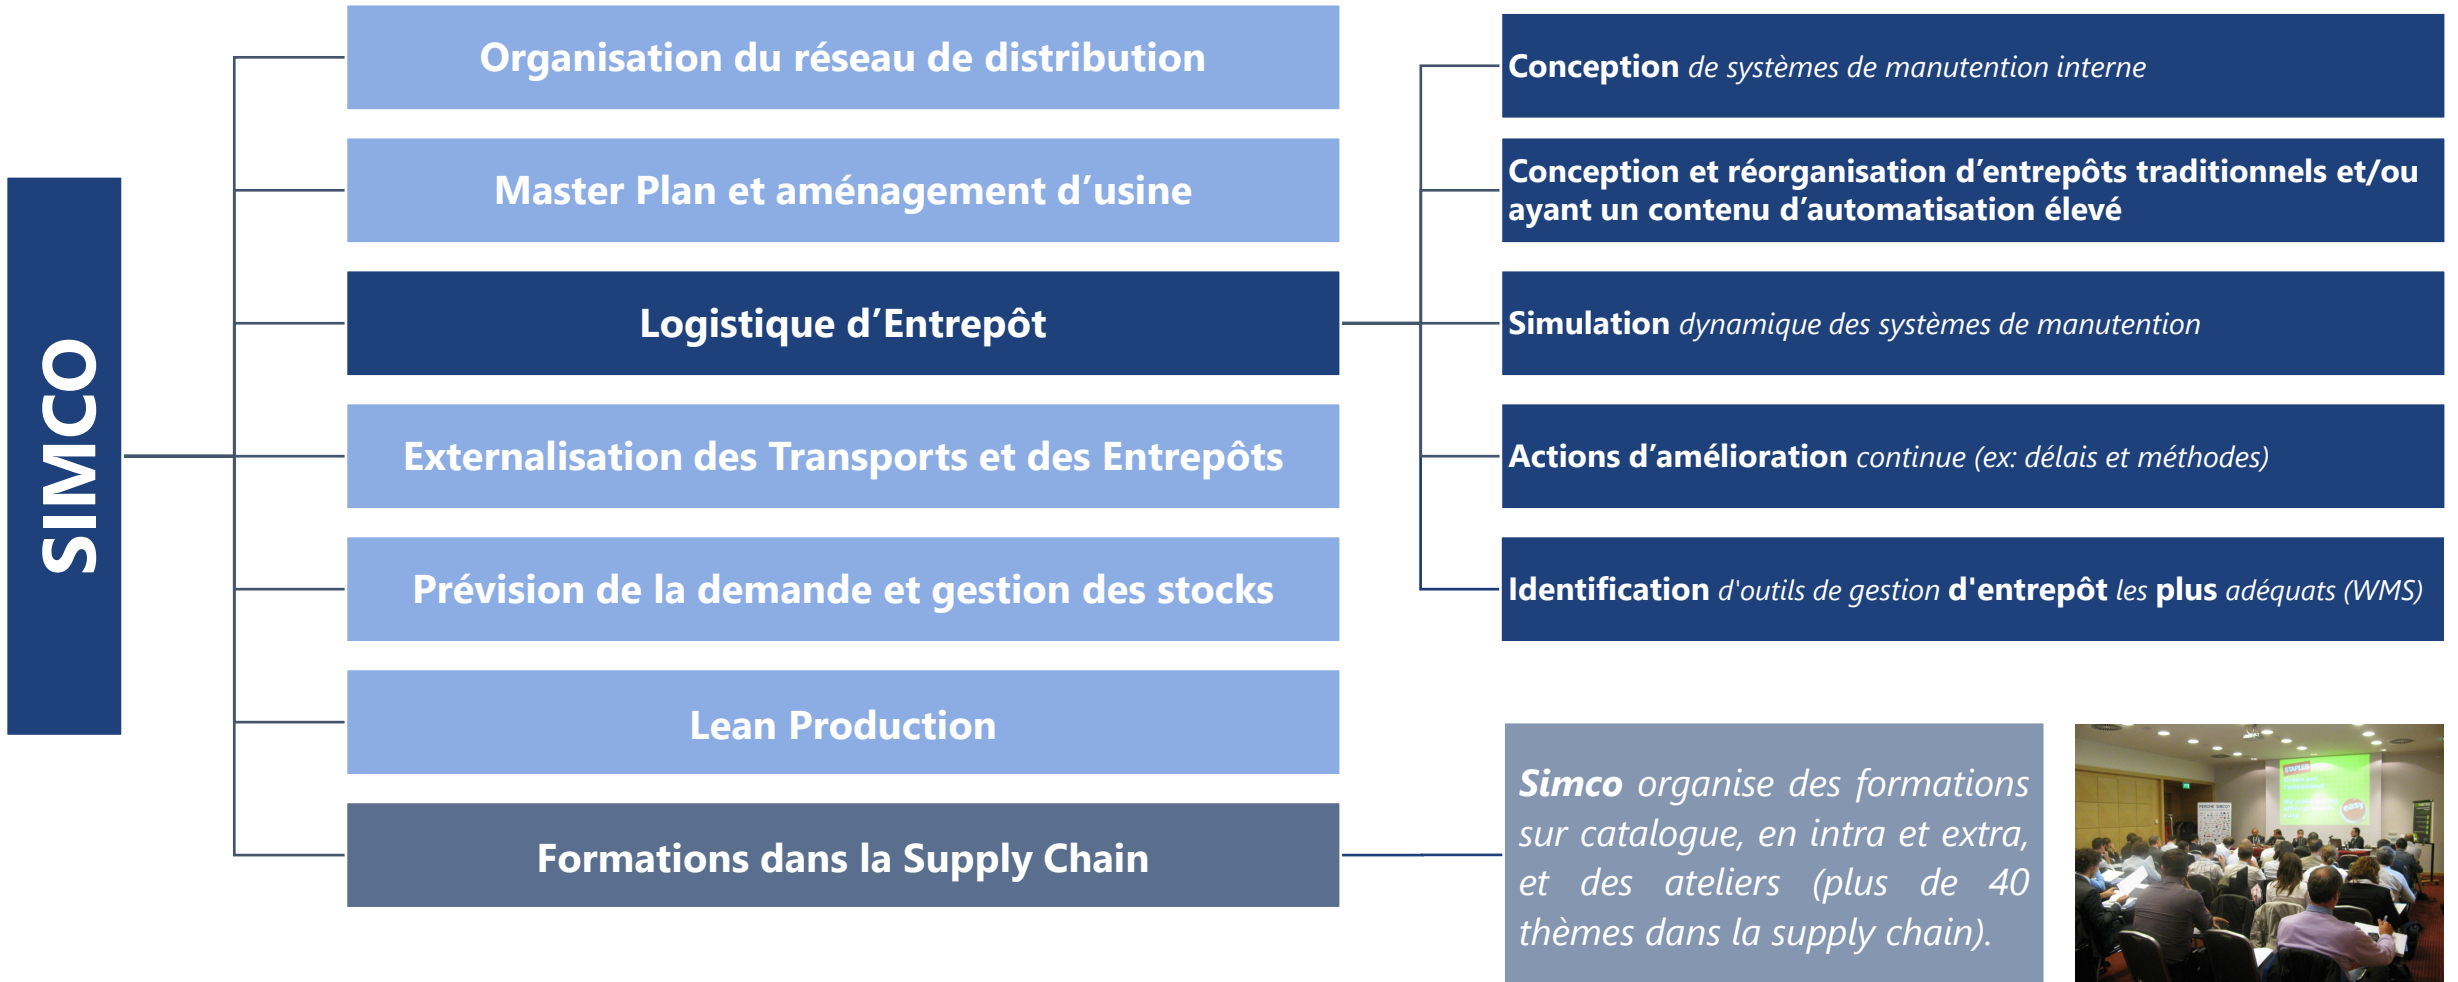 SIMCO
Organisation du réseau de distribution
Master Plan et aménagement d’usine
Logistique d’Entrepôt
Externalisation des Transports et des Entrepôts
Prévision de la demande et gestion des stocks
Lean Production
Formations dans la Supply Chain
Conception de systèmes de manutention interne
Conception et réorganisation d’entrepôts traditionnels et/ou
ayant un contenu d’automatisation élevé
Simulation dynamique des systèmes de manutention
Actions d’amélioration continue (ex: délais et méthodes)
Identification d'outils de gestion d'entrepôt les plus adéquats (WMS)
Simco organise des formations
sur catalogue, en intra et extra,
et des ateliers (plus de 40
thèmes dans la supply chain).
STAPLES
easy